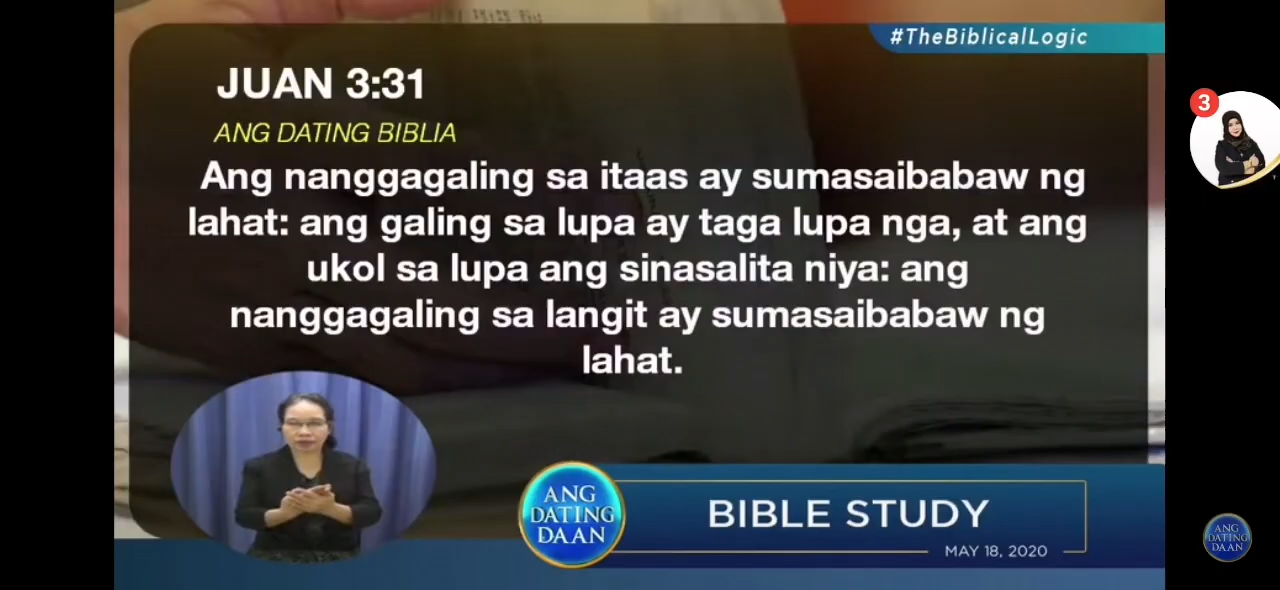 #TheBiblicalLogic
JUAN 3:31
ANG DATING BIBLIA
Ang nanggagaling sa itaas ay sumasaibabaw ng
lahat: ang galing sa lupa ay taga lupa nga, at ang
ukol sa lupa ang sinasalita niya: ang
nanggagaling sa langit ay sumasaibabaw ng
lahat.
3
ANG
DATING
DAAN
BIBLE STUDY
MAY 18, 2020
ANG
DATING
DAAN